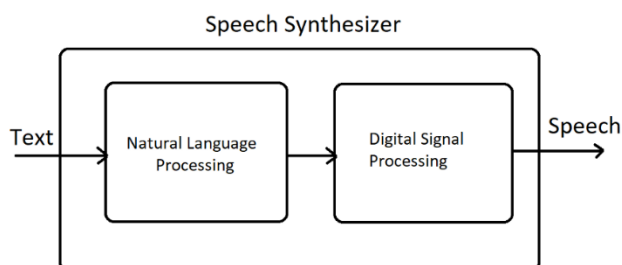 Speech Synthesizer
Text
Natural Language
Processing
Digital Signal
Processing
Speech